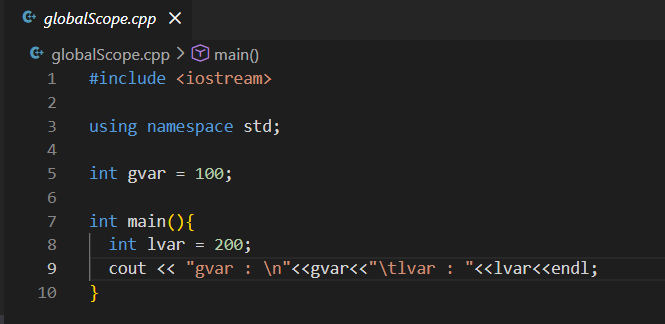 globalScope.cpp
globalScope.cpp > main()
1 #include <iostream>
2
3 using namespace std;
4
5 int gvar = 100;
6
7 int main(){
8   int lvar = 200;
9   cout << "gvar : \n"<<gvar<<"\tlvar : "<<lvar<<endl;
10 }